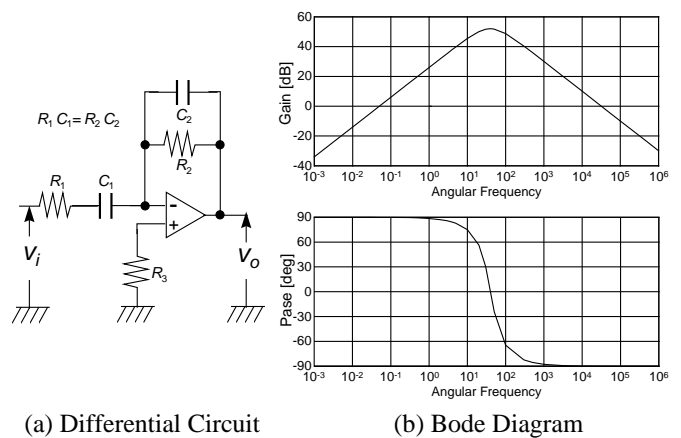 R1 C1 = R2 C2
C2
R2
R1
C1
-
+
R3
Vi
Vo
(a) Differential Circuit
Gain [dB]
60
40
20
0
-20
-40
10-3 10-2 10-1 100 101 102 103 104 105 106
Angular Frequency
Pase [deg]
90
60
30
0
-30
-60
-90
10-3 10-2 10-1 100 101 102 103 104 105 106
Angular Frequency
(b) Bode Diagram